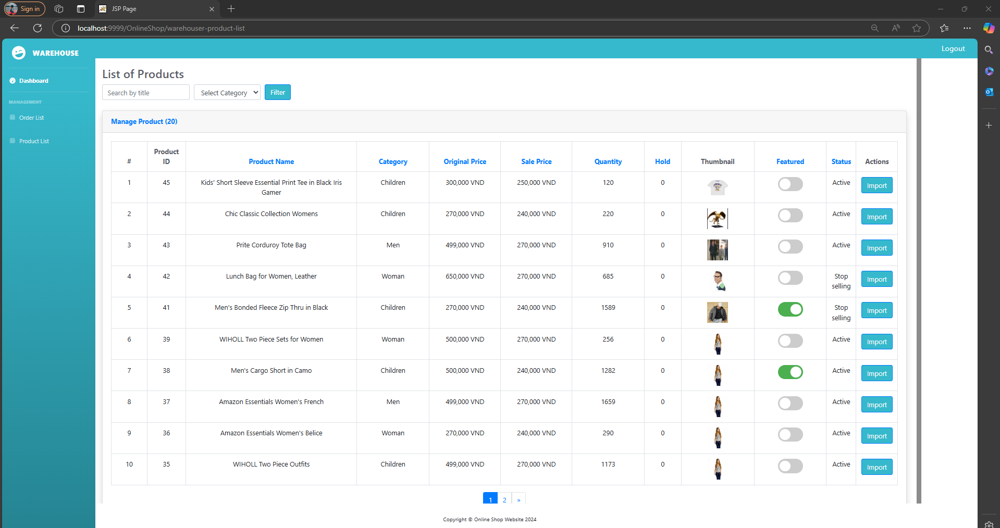 Sign in
JSP Page
localhost:9999/OnlineShop/warehouser-product-list
WAREHOUSE
Logout
Dashboard
MANAGEMENT
Order List
Product List
List of Products
Search by title Select Category Filter
Manage Product (20)
# Product ID Product Name Category Original Price Sale Price Quantity Hold Thumbnail Featured Status Actions
1 45 Kids' Short Sleeve Essential Print Tee in Black Iris Gamer Children 300,000 VND 250,000 VND 120 0 Active Import
2 44 Chic Classic Collection Womens Children 270,000 VND 240,000 VND 220 0 Active Import
3 43 Prite Corduroy Tote Bag Men 499,000 VND 270,000 VND 910 0 Active Import
4 42 Lunch Bag for Women, Leather Woman 650,000 VND 270,000 VND 685 0 Stop selling Import
5 41 Men's Bonded Fleece Zip Thru in Black Children 270,000 VND 240,000 VND 1589 0 Stop selling Import
6 39 WIHOLL Two Piece Sets for Women Woman 500,000 VND 270,000 VND 256 0 Active Import
7 38 Men's Cargo Short in Camo Children 500,000 VND 240,000 VND 1282 0 Active Import
8 37 Amazon Essentials Women's French Men 499,000 VND 270,000 VND 1659 0 Active Import
9 36 Amazon Essentials Women's Belice Woman 270,000 VND 240,000 VND 290 0 Active Import
10 35 WIHOLL Two Piece Outfits Children 499,000 VND 270,000 VND 1173 0 Active Import
1 2 »
Copyright © Online Shop Website 2024